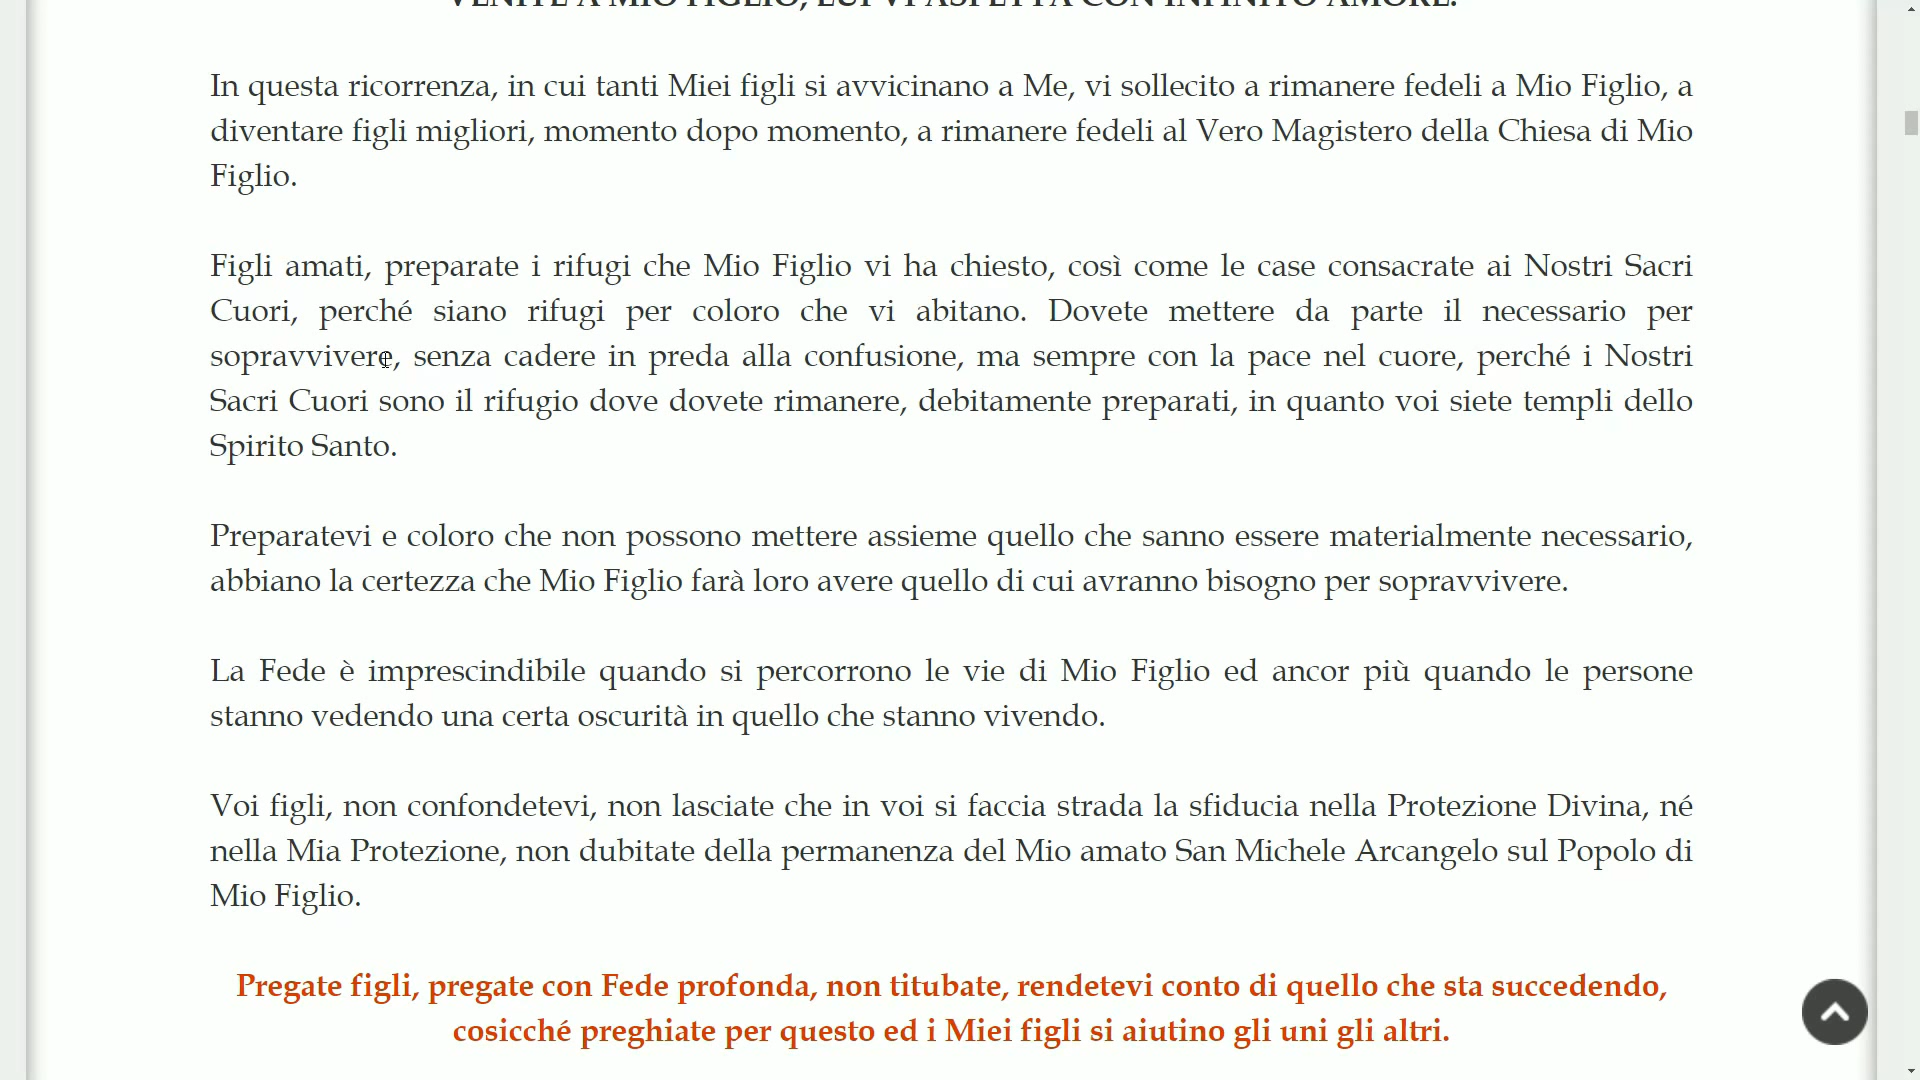 VENITE A MIO FIGLIO, LUI VI ASPETTA CON INFINITO AMORE.
In questa ricorrenza, in cui tanti Miei figli si avvicinano a Me, vi sollecito a rimanere fedeli a Mio Figlio, a
diventare figli migliori, momento dopo momento, a rimanere fedeli al Vero Magistero della Chiesa di Mio
Figlio.
Figli amati, preparate i rifugi che Mio Figlio vi ha chiesto, così come le case consacrate ai Nostri Sacri
Cuori, perché siano rifugi per coloro che vi abitano. Dovete mettere da parte il necessario per
sopravvivere, senza cadere in preda alla confusione, ma sempre con la pace nel cuore, perché i Nostri
Sacri Cuori sono il rifugio dove dovete rimanere, debitamente preparati, in quanto voi siete templi dello
Spirito Santo.
Preparatevi e coloro che non possono mettere assieme quello che sanno essere materialmente necessario,
abbiano la certezza che Mio Figlio farà loro avere quello di cui avranno bisogno per sopravvivere.
La Fede è imprescindibile quando si percorrono le vie di Mio Figlio ed ancor più quando le persone
stanno vedendo una certa oscurità in quello che stanno vivendo.
Voi figli, non confondetevi, non lasciate che in voi si faccia strada la sfiducia nella Protezione Divina, né
nella Mia Protezione, non dubitate della permanenza del Mio amato San Michele Arcangelo sul Popolo di
Mio Figlio.
Pregate figli, pregate con Fede profonda, non titubate, rendetevi conto di quello che sta succedendo,
cosicché preghiate per questo ed i Miei figli si aiutino gli uni gli altri.